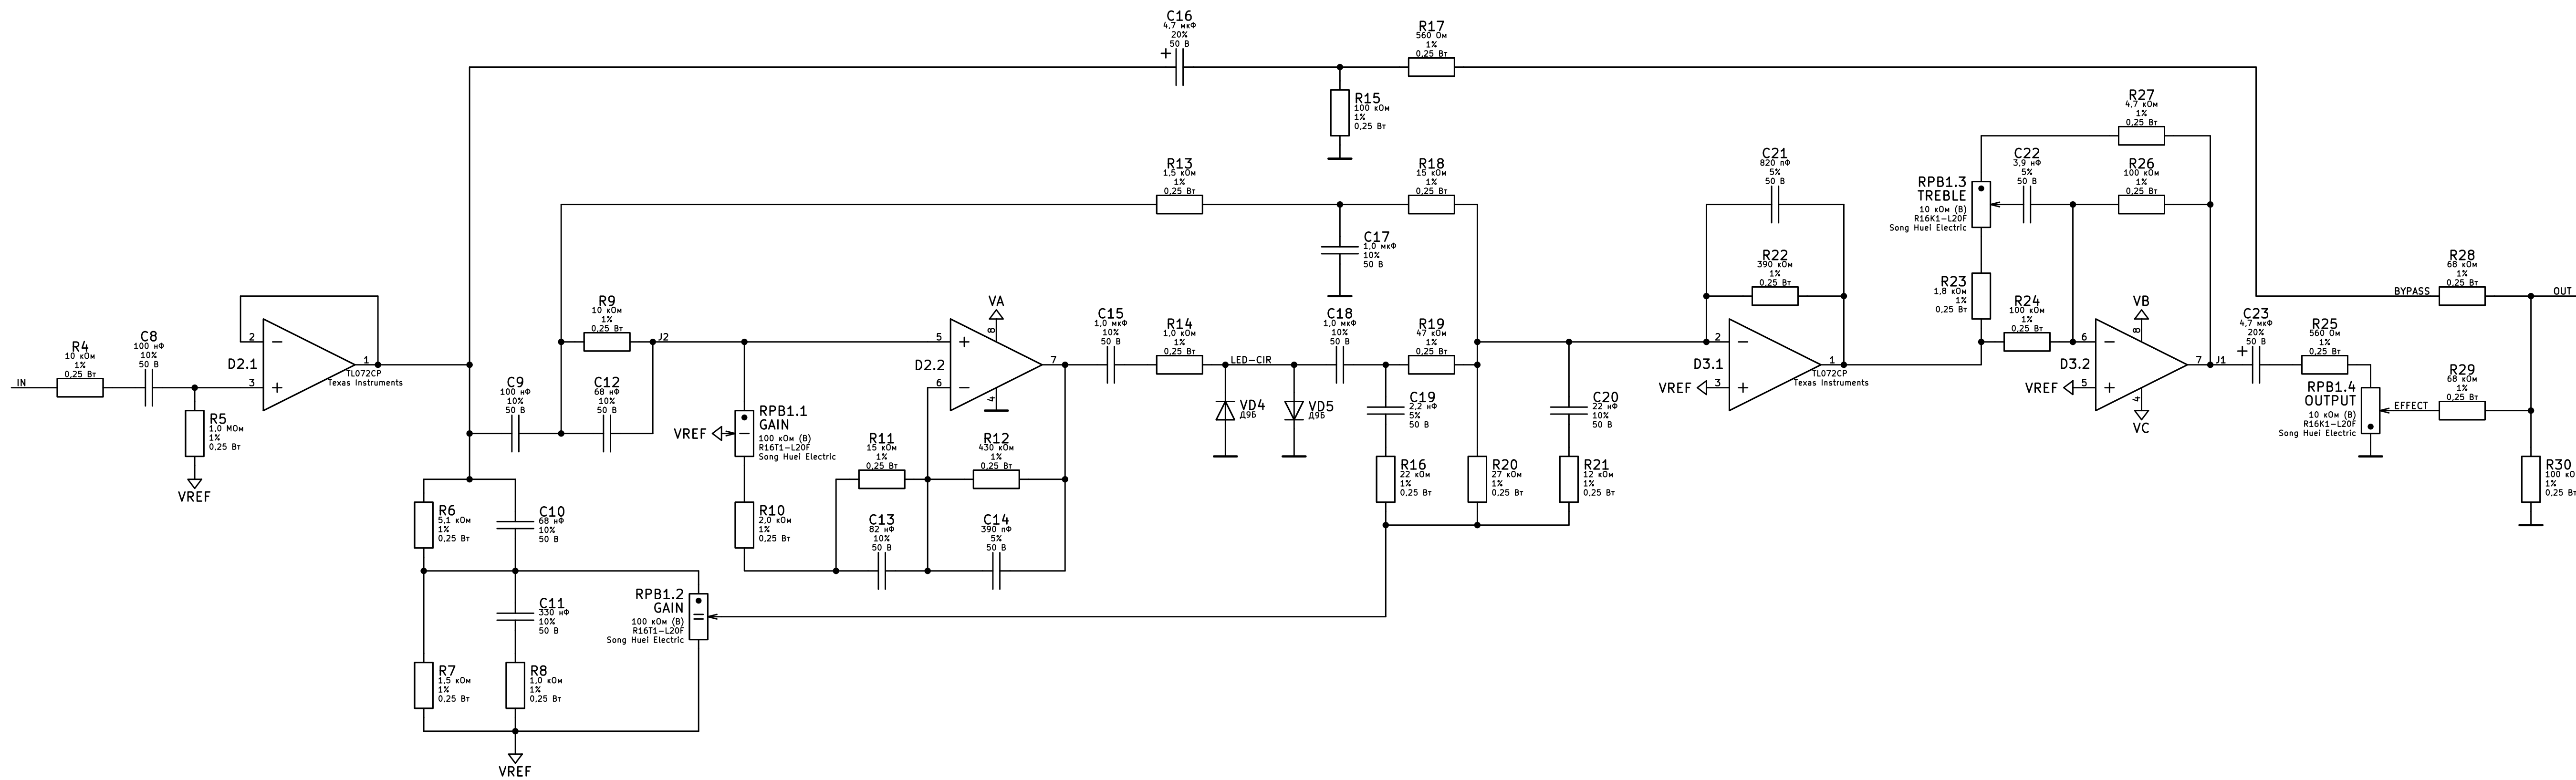 C16
4,7 мкФ
20%
50 В
+
R17
560 Ом
1%
0,25 Вт
R15
100 кОм
1%
0,25 Вт
R27
4,7 кОм
1%
0,25 Вт
R13
1,5 кОм
1%
0,25 Вт
R18
15 кОм
1%
0,25 Вт
C21
820 пФ
5%
50 В
RPB1.3
TREBLE
10 кОм (B)
R16K1-L20F
Song Huei Electric
C22
3,9 нФ
5%
50 В
R26
100 кОм
1%
0,25 Вт
C17
1,0 мкФ
10%
50 В
R22
390 кОм
1%
0,25 Вт
R23
1,8 кОм
1%
0,25 Вт
R24
100 кОм
1%
0,25 Вт
R28
68 кОм
1%
0,25 Вт
BYPASS
OUT
IN
R4
10 кОм
1%
0,25 Вт
C8
100 нФ
10%
50 В
R5
1,0 МОм
1%
0,25 Вт
VREF
D2.1
2
3
1
−
+
TL072CP
Texas Instruments
R9
10 кОм
1%
0,25 Вт
J2
C9
100 нФ
10%
50 В
C12
68 нФ
10%
50 В
VREF
RPB1.1
GAIN
100 кОм (B)
R16T1-L20F
Song Huei Electric
VA
8
5
+
D2.2
6
−
4
7
C15
1,0 мкФ
10%
50 В
R14
1,0 кОм
1%
0,25 Вт
LED-CIR
C18
1,0 мкФ
10%
50 В
R19
47 кОм
1%
0,25 Вт
VD4
Д9Б
VD5
Д9Б
C19
2,2 нФ
5%
50 В
C20
22 нФ
10%
50 В
2
−
D3.1
1
VREF
3
+
TL072CP
Texas Instruments
VB
8
6
−
D3.2
VREF
5
+
4
VC
7
J1
C23
4,7 мкФ
20%
50 В
+
R25
560 Ом
1%
0,25 Вт
RPB1.4
OUTPUT
10 кОм (B)
R16K1-L20F
Song Huei Electric
EFFECT
R29
68 кОм
1%
0,25 Вт
R30
1%
R11
15 кОм
1%
0,25 Вт
R12
430 кОм
1%
0,25 Вт
R16
22 кОм
1%
0,25 Вт
R20
27 кОм
1%
0,25 Вт
R21
12 кОм
1%
0,25 Вт
R6
5,1 кОм
1%
0,25 Вт
C10
68 нФ
10%
50 В
R10
2,0 кОм
1%
0,25 Вт
C13
82 нФ
10%
50 В
C14
390 пФ
5%
50 В
C11
330 нФ
10%
50 В
RPB1.2
GAIN
100 кОм (B)
R16T1-L20F
Song Huei Electric
R7
1,5 кОм
1%
0,25 Вт
R8
1,0 кОм
1%
0,25 Вт
VREF